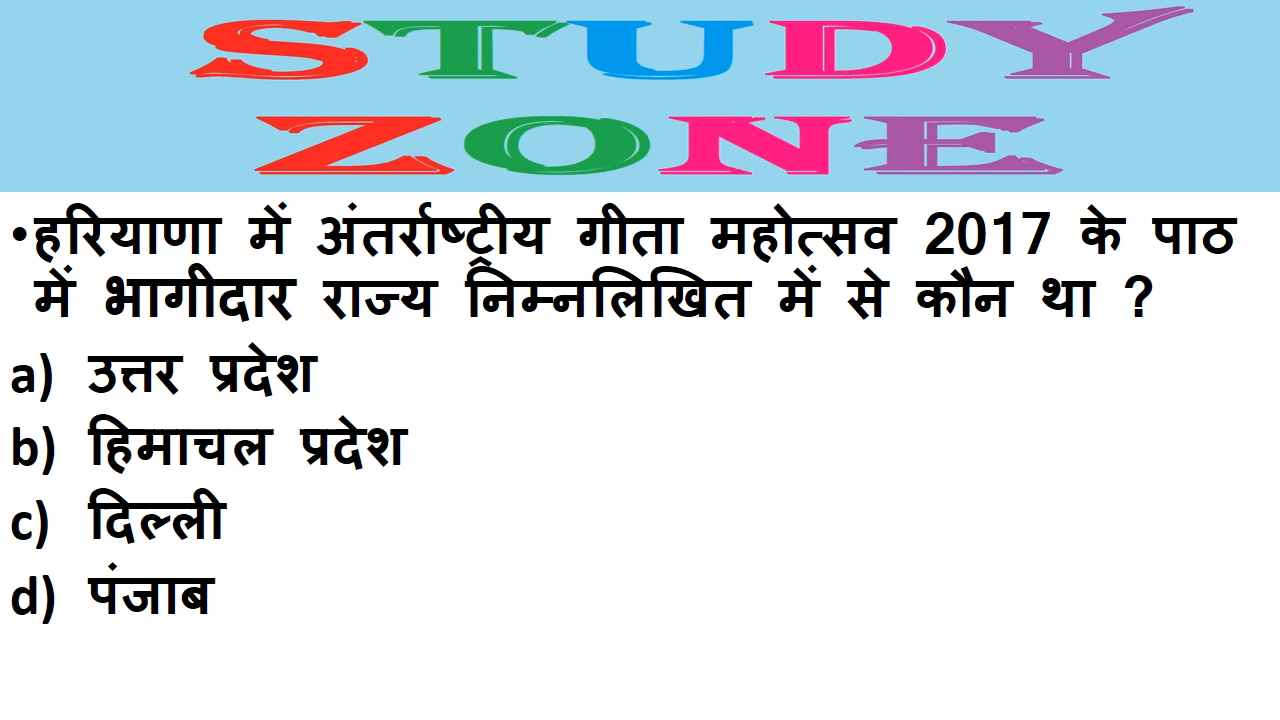 STUDY
ZONE
•हरियाणा में अंतर्राष्ट्रीय गीता महोत्सव 2017 के पाठ
में भागीदार राज्य निम्नलिखित में से कौन था ?
a) उत्तर प्रदेश
b) हिमाचल प्रदेश
c) दिल्ली
d) पंजाब